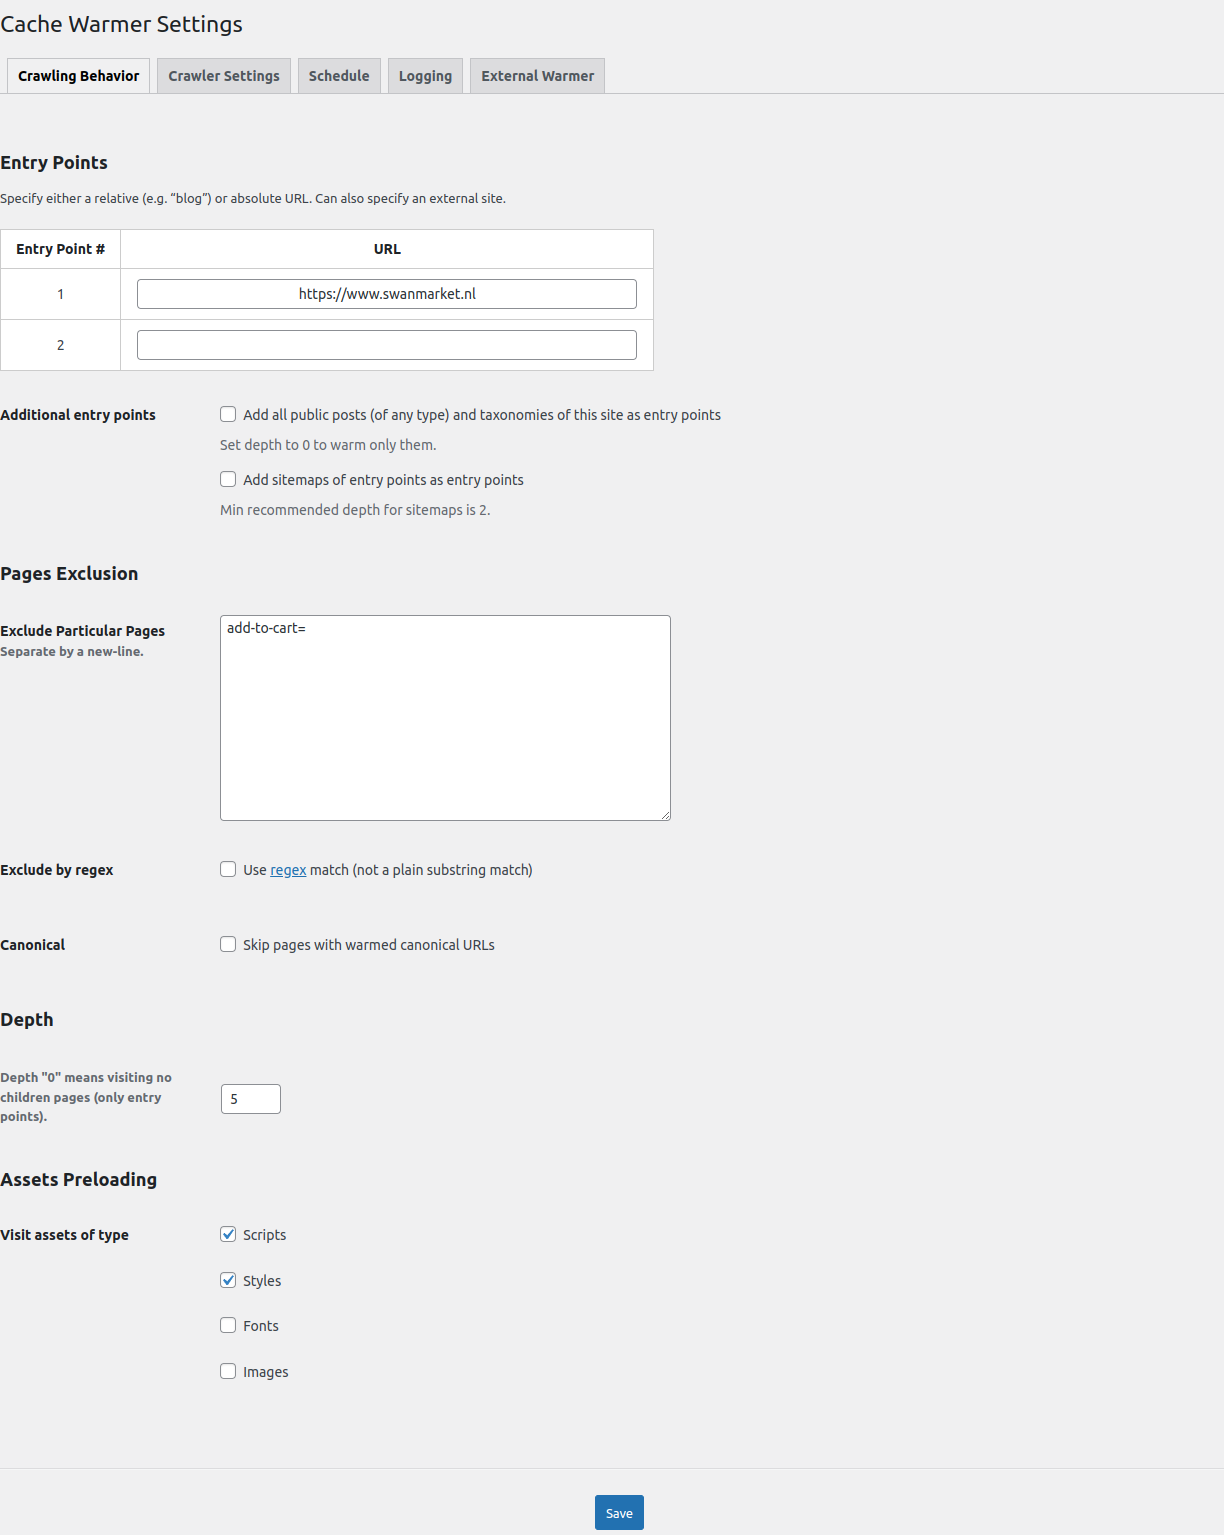 Cache Warmer Settings
Crawling Behavior Crawler Settings Schedule Logging External Warmer
Entry Points
Specify either a relative (e.g. “blog”) or absolute URL. Can also specify an external site.
Entry Point # URL
1 https://www.swanmarket.nl
2
Additional entry points Add all public posts (of any type) and taxonomies of this site as entry points
Set depth to 0 to warm only them.
Add sitemaps of entry points as entry points
Min recommended depth for sitemaps is 2.
Pages Exclusion
Exclude Particular Pages
Separate by a new-line.
add-to-cart=
Exclude by regex Use regex match (not a plain substring match)
Canonical Skip pages with warmed canonical URLs
Depth
Depth "0" means visiting no
children pages (only entry
points).
5
Assets Preloading
Visit assets of type Scripts
Styles
Fonts
Images
Save